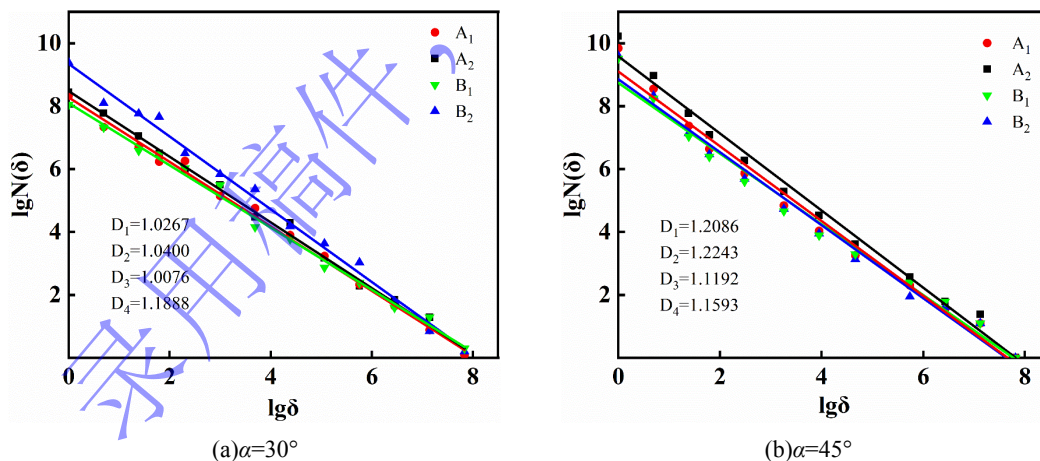 10
8
6
4
2
0
2
4
6
8
lgN(δ)
lgδ
A₁
A₂
B₁
B₂
D₁=1.0267
D₂=1.0400
D₃=1.0076
D₄=1.1888
(a)α=30°
10
8
6
4
2
0
2
4
6
8
lgN(δ)
lgδ
A₁
A₂
B₁
B₂
D₁=1.2086
D₂=1.2243
D₃=1.1192
D₄=1.1593
(b)α=45°
录用稿件，